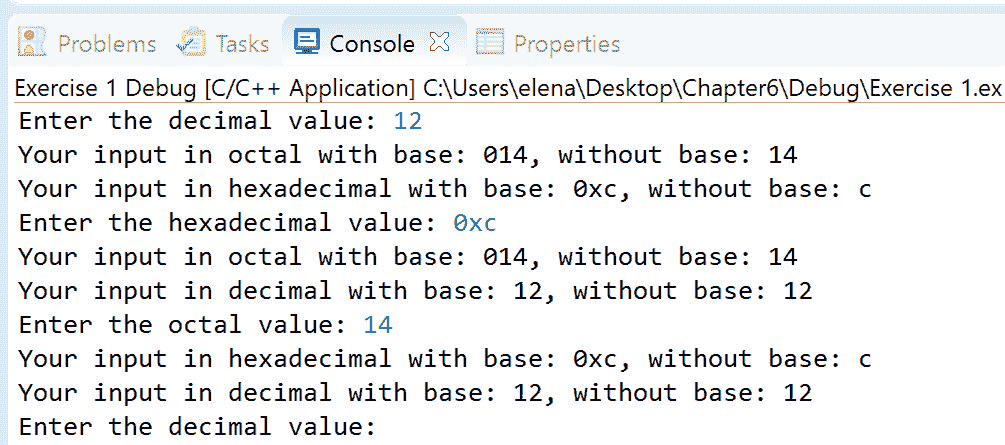 Problems Tasks Console Properties
Exercise 1 Debug [C/C++ Application] C:\Users\elena\Desktop\Chapter6\Debug\Exercise 1.ex
Enter the decimal value: 12
Your input in octal with base: 014, without base: 14
Your input in hexadecimal with base: 0xc, without base: c
Enter the hexadecimal value: 0xc
Your input in octal with base: 014, without base: 14
Your input in decimal with base: 12, without base: 12
Enter the octal value: 14
Your input in hexadecimal with base: 0xc, without base: c
Your input in decimal with base: 12, without base: 12
Enter the decimal value: